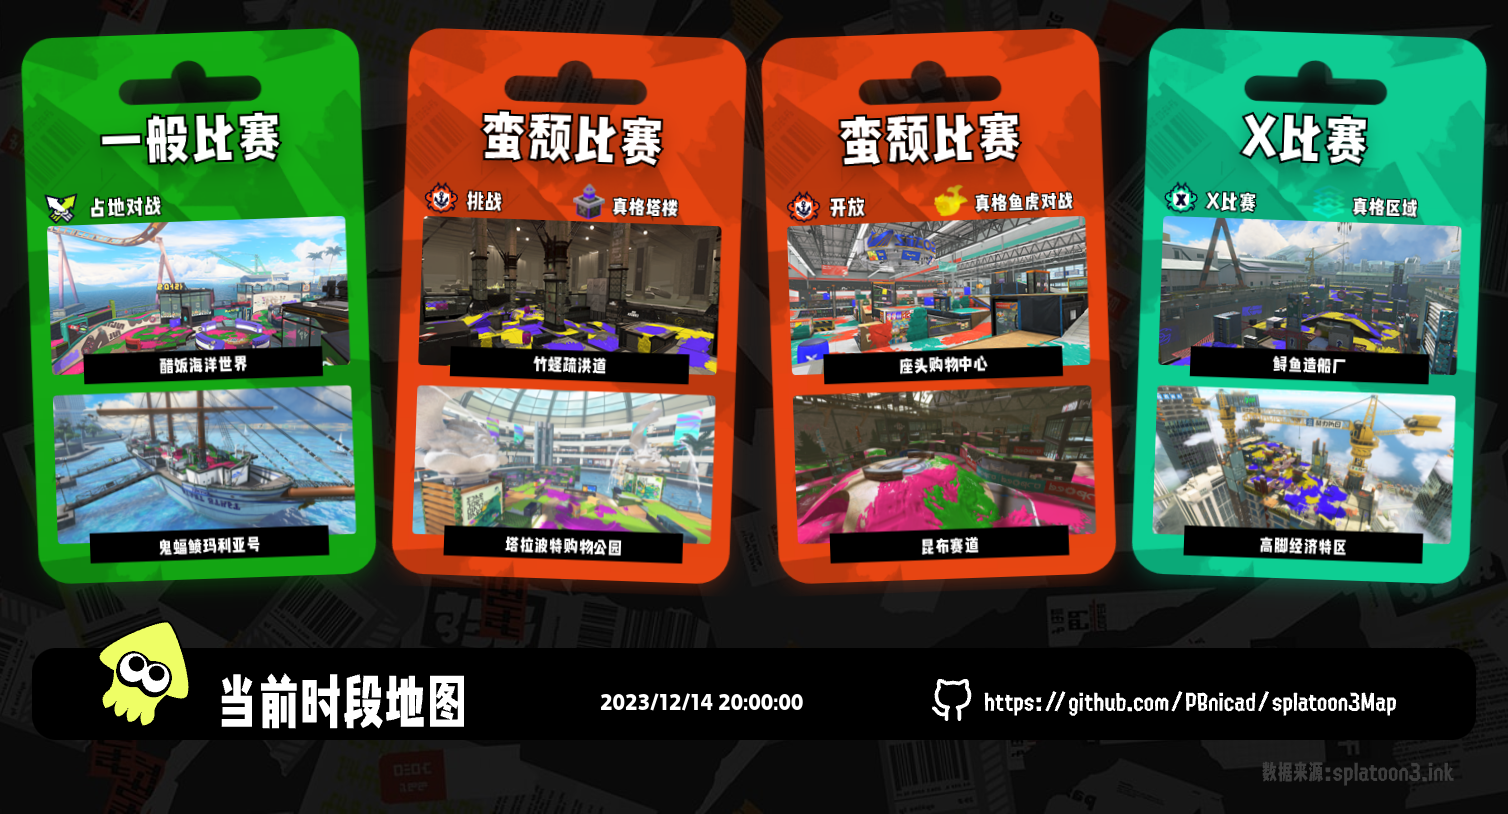 一般比赛
占地对战
醋饭海洋世界
鬼蝠鲼玛利亚号
蛮颓比赛
挑战
真格塔楼
竹蛏疏洪道
塔拉波特购物公园
蛮颓比赛
开放
真格鱼虎对战
座头购物中心
昆布赛道
X比赛
X比赛
真格区域
鲟鱼造船厂
高脚经济特区
当前时段地图
2023/12/14 20:00:00
https://github.com/PBnicad/splatoon3Map
数据来源:splatoon3.ink